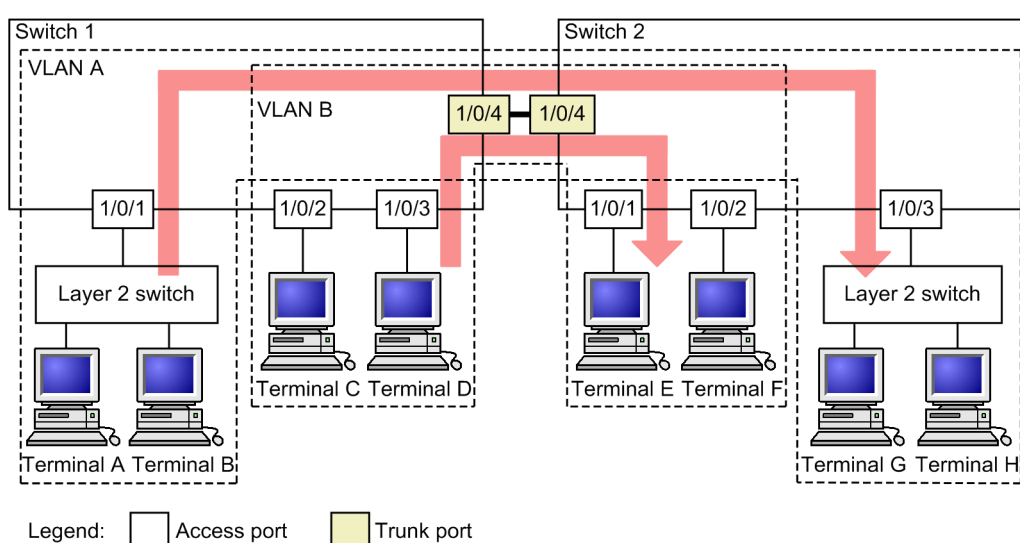 Switch 1
Switch 2
VLAN A
VLAN B
1/0/4
1/0/4
1/0/1
1/0/2
1/0/3
1/0/1
1/0/2
1/0/3
Layer 2 switch
Layer 2 switch
Terminal C
Terminal D
Terminal E
Terminal F
Terminal A
Terminal B
Terminal G
Terminal H
Legend:
Access port
Trunk port